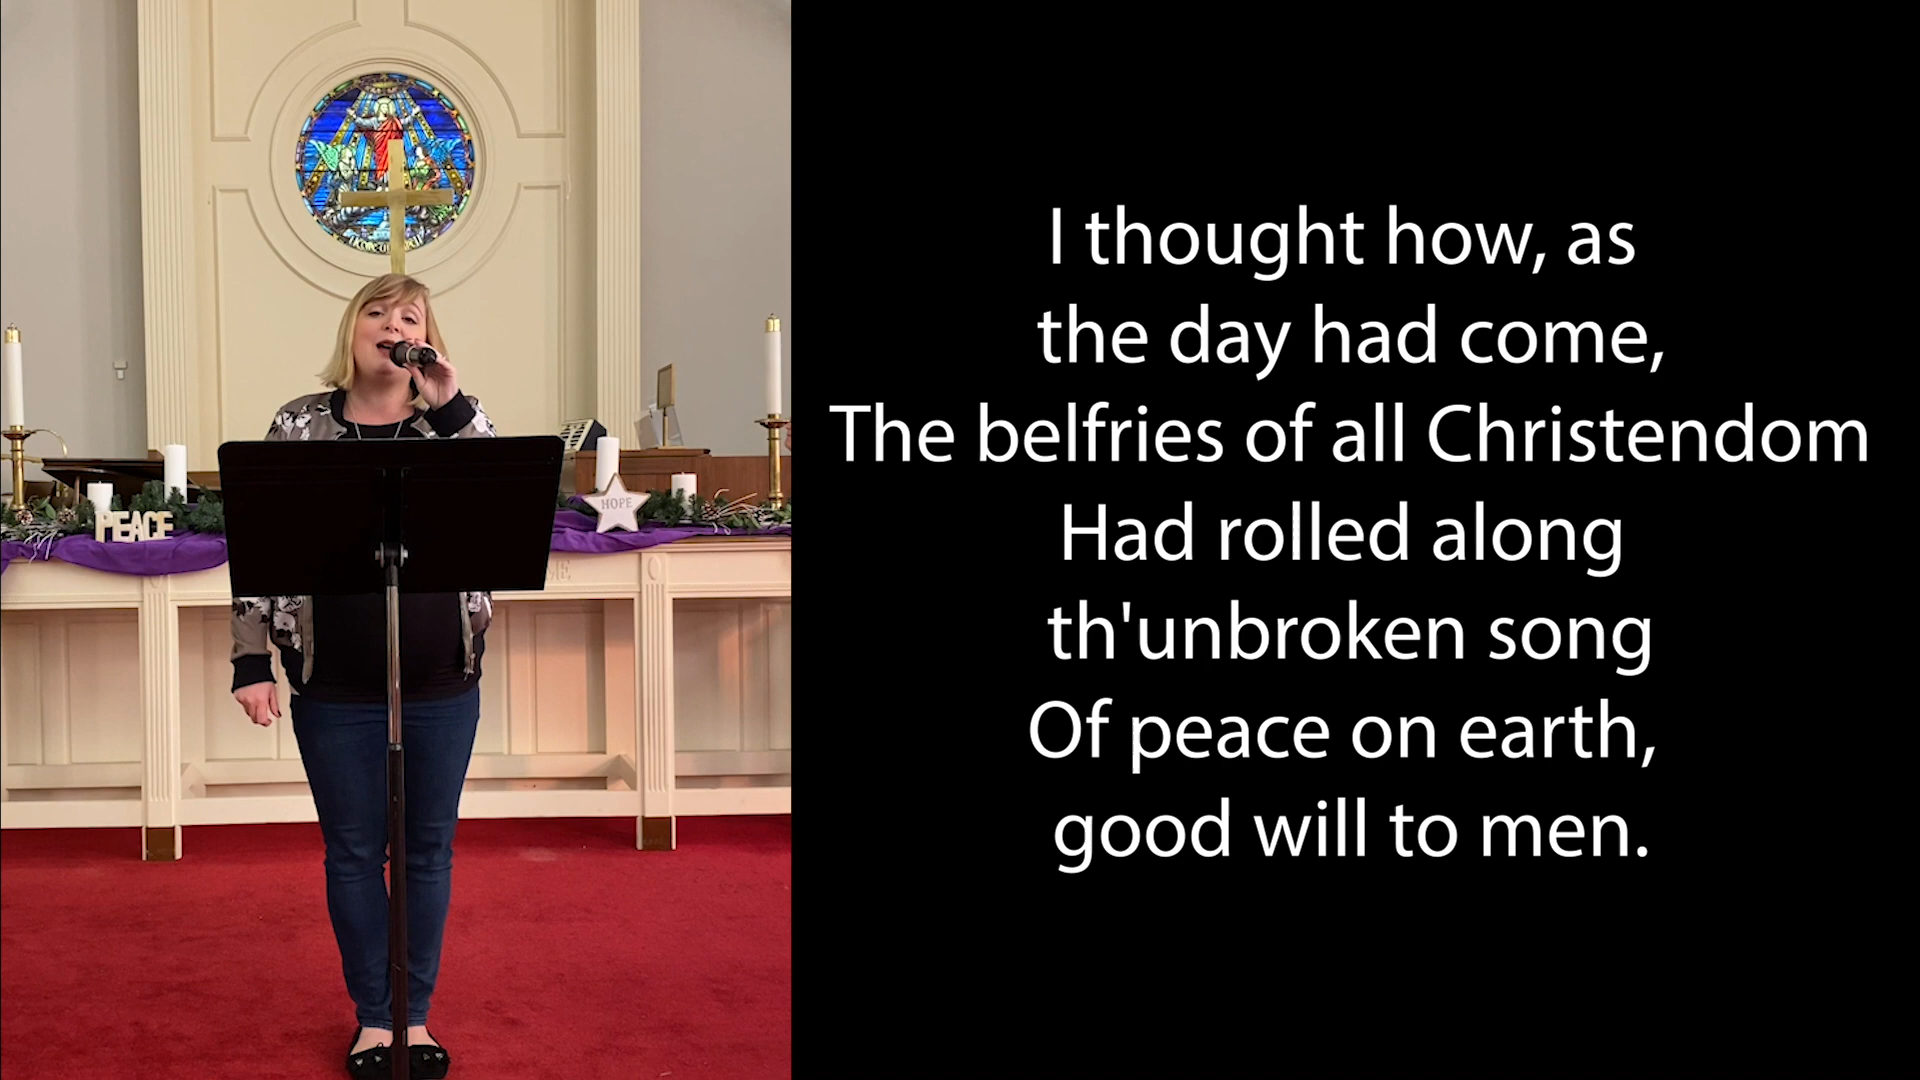 I thought how, as
the day had come,
The belfries of all Christendom
Had rolled along
th'unbroken song
Of peace on earth,
good will to men.
PEACE
HOPE